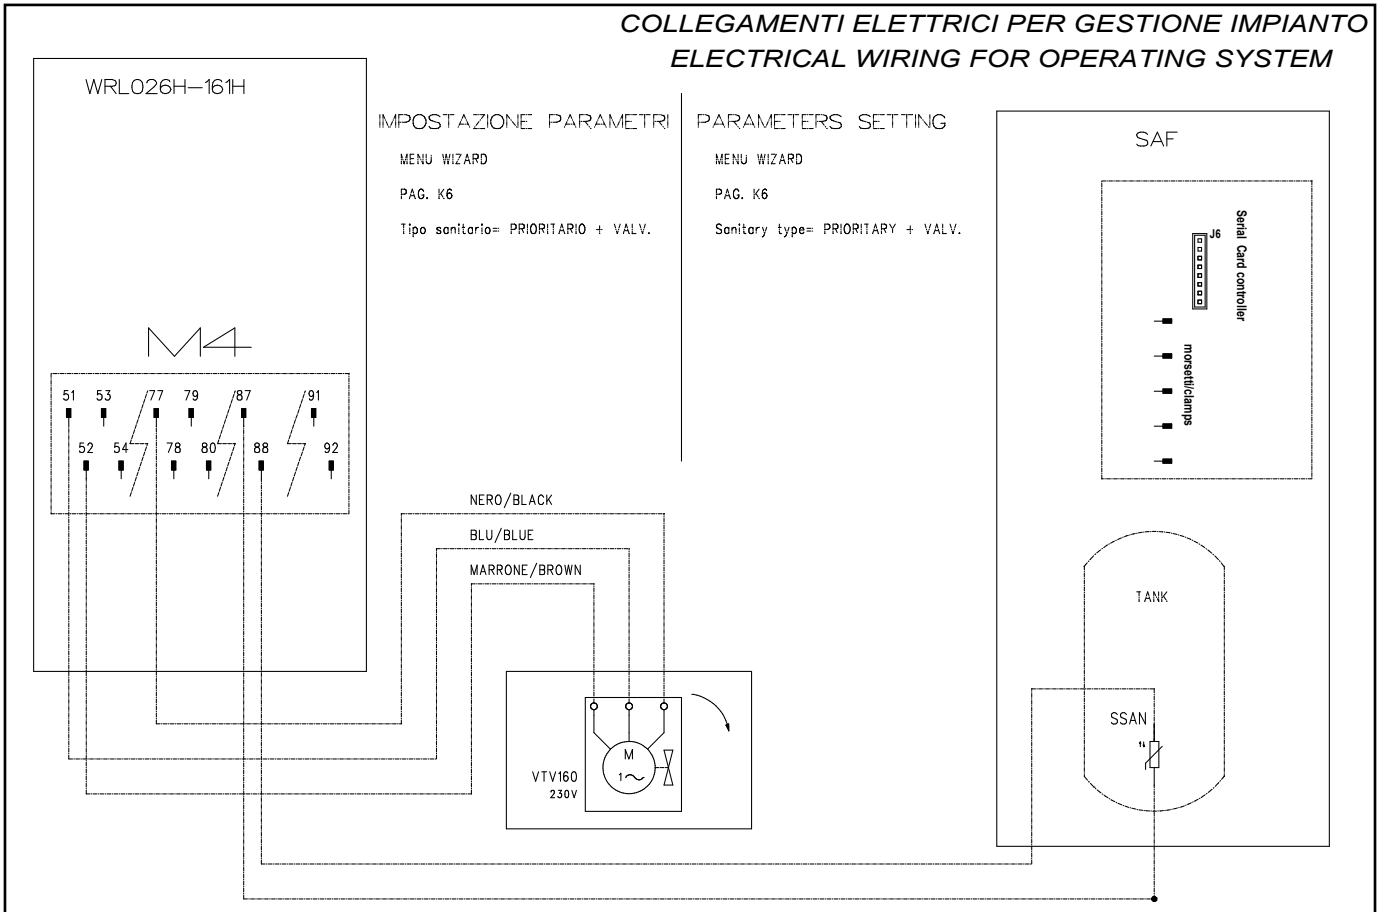 COLLEGAMENTI ELETTRICI PER GESTIONE IMPIANTO
ELECTRICAL WIRING FOR OPERATING SYSTEM
WRL026H-161H
IMPOSTAZIONE PARAMETRI
MENU WIZARD
PAG. K6
Tipo sanitario= PRIORITARIO + VALV.
PARAMETERS SETTING
MENU WIZARD
PAG. K6
Sanitary type= PRIORITARY + VALV.
SAF
J6
Serial Card controller
morsetti/clamps
M4
51 53 77 79 87 91
52 54 78 80 88 92
NERO/BLACK
BLU/BLUE
MARRONE/BROWN
TANK
SSAN
M
1~
VTV160
230V